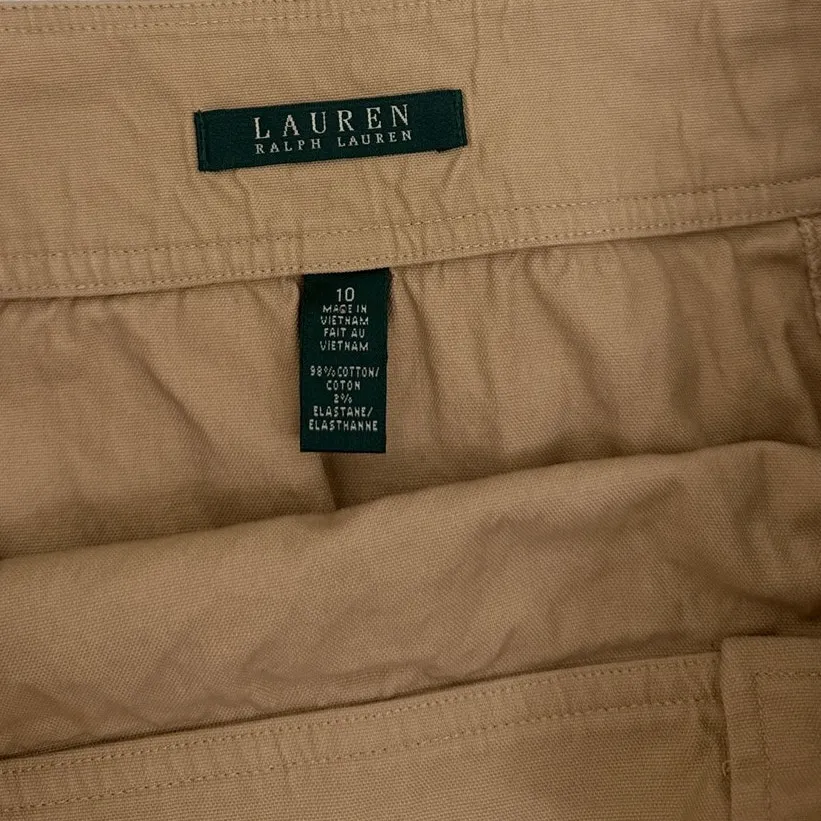 LAUREN
RALPH LAUREN
10
MADE IN
VIETNAM
FAIT AU
VIETNAM
98%COTTON/
COTON
2%
ELASTANE/
ELASTHANNE